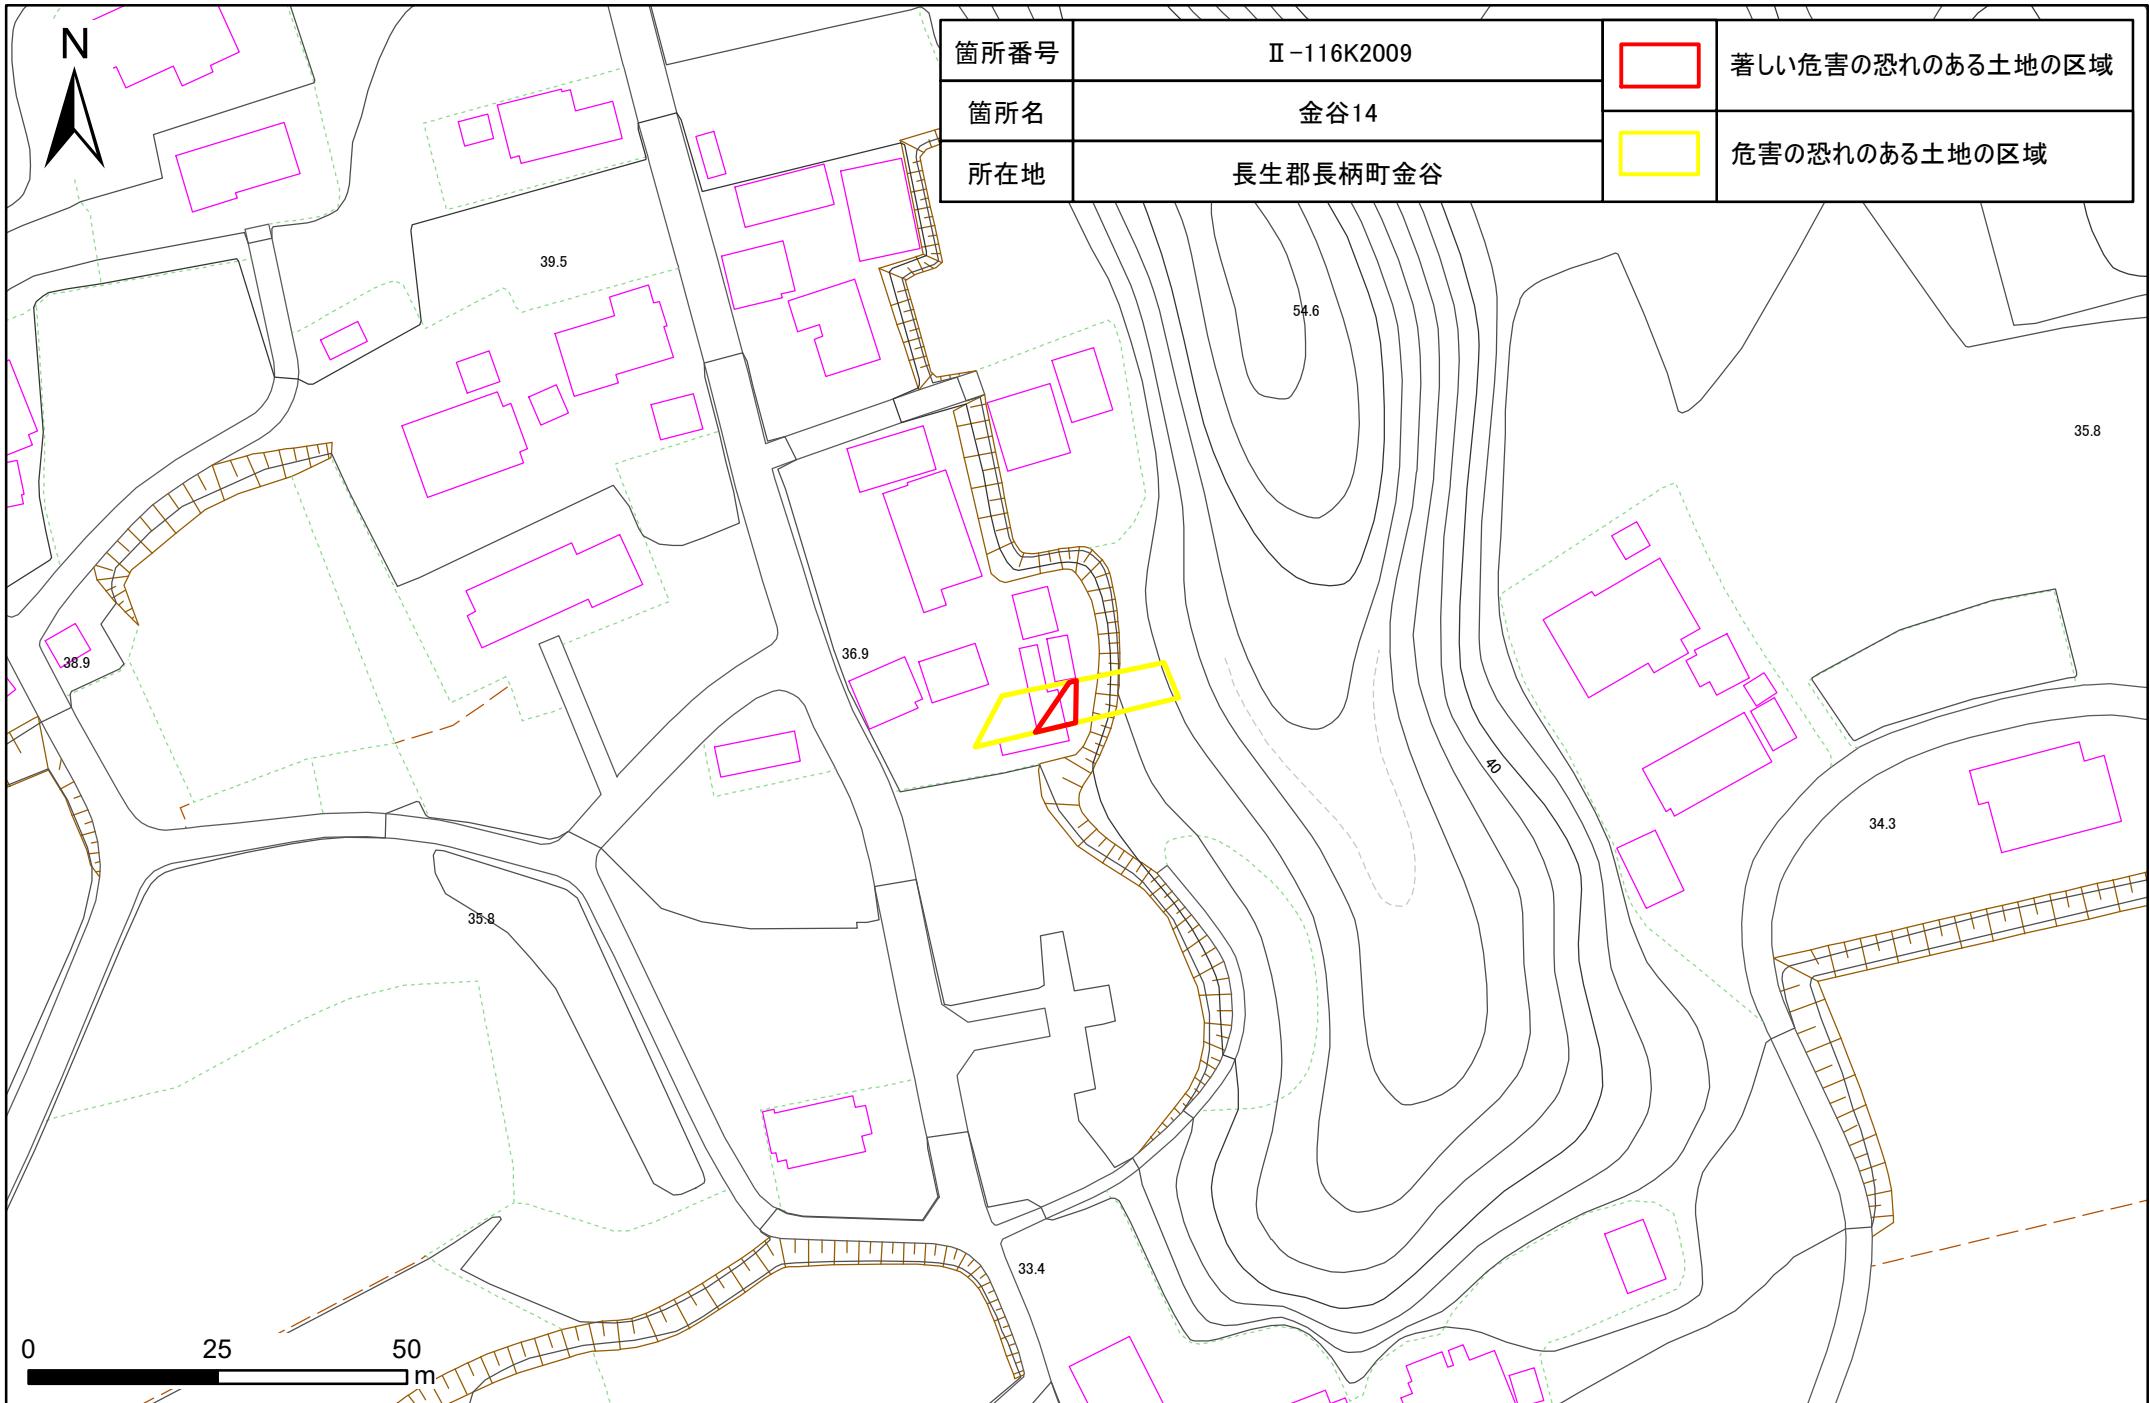 N
箇所番号 Ⅱ-116K2009
箇所名 金谷14
所在地 長生郡長柄町金谷
著しい危害の恐れのある土地の区域
危害の恐れのある土地の区域
39.5
54.6
35.8
38.9
36.9
40
34.3
35.8
33.4
0 25 50
m